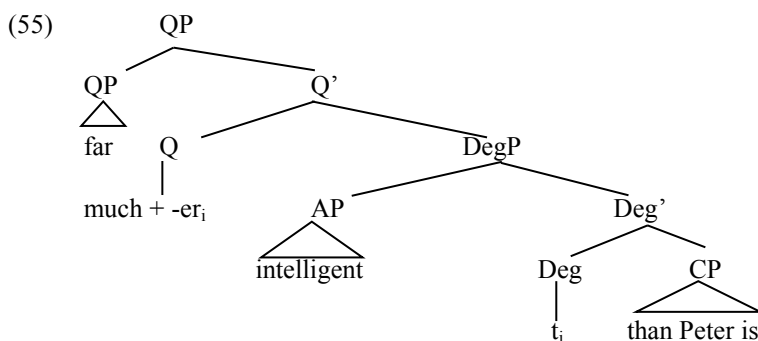 (55) QP
QP Q’
far Q DegP
much + -erᵢ AP Deg’
intelligent Deg CP
tᵢ than Peter is